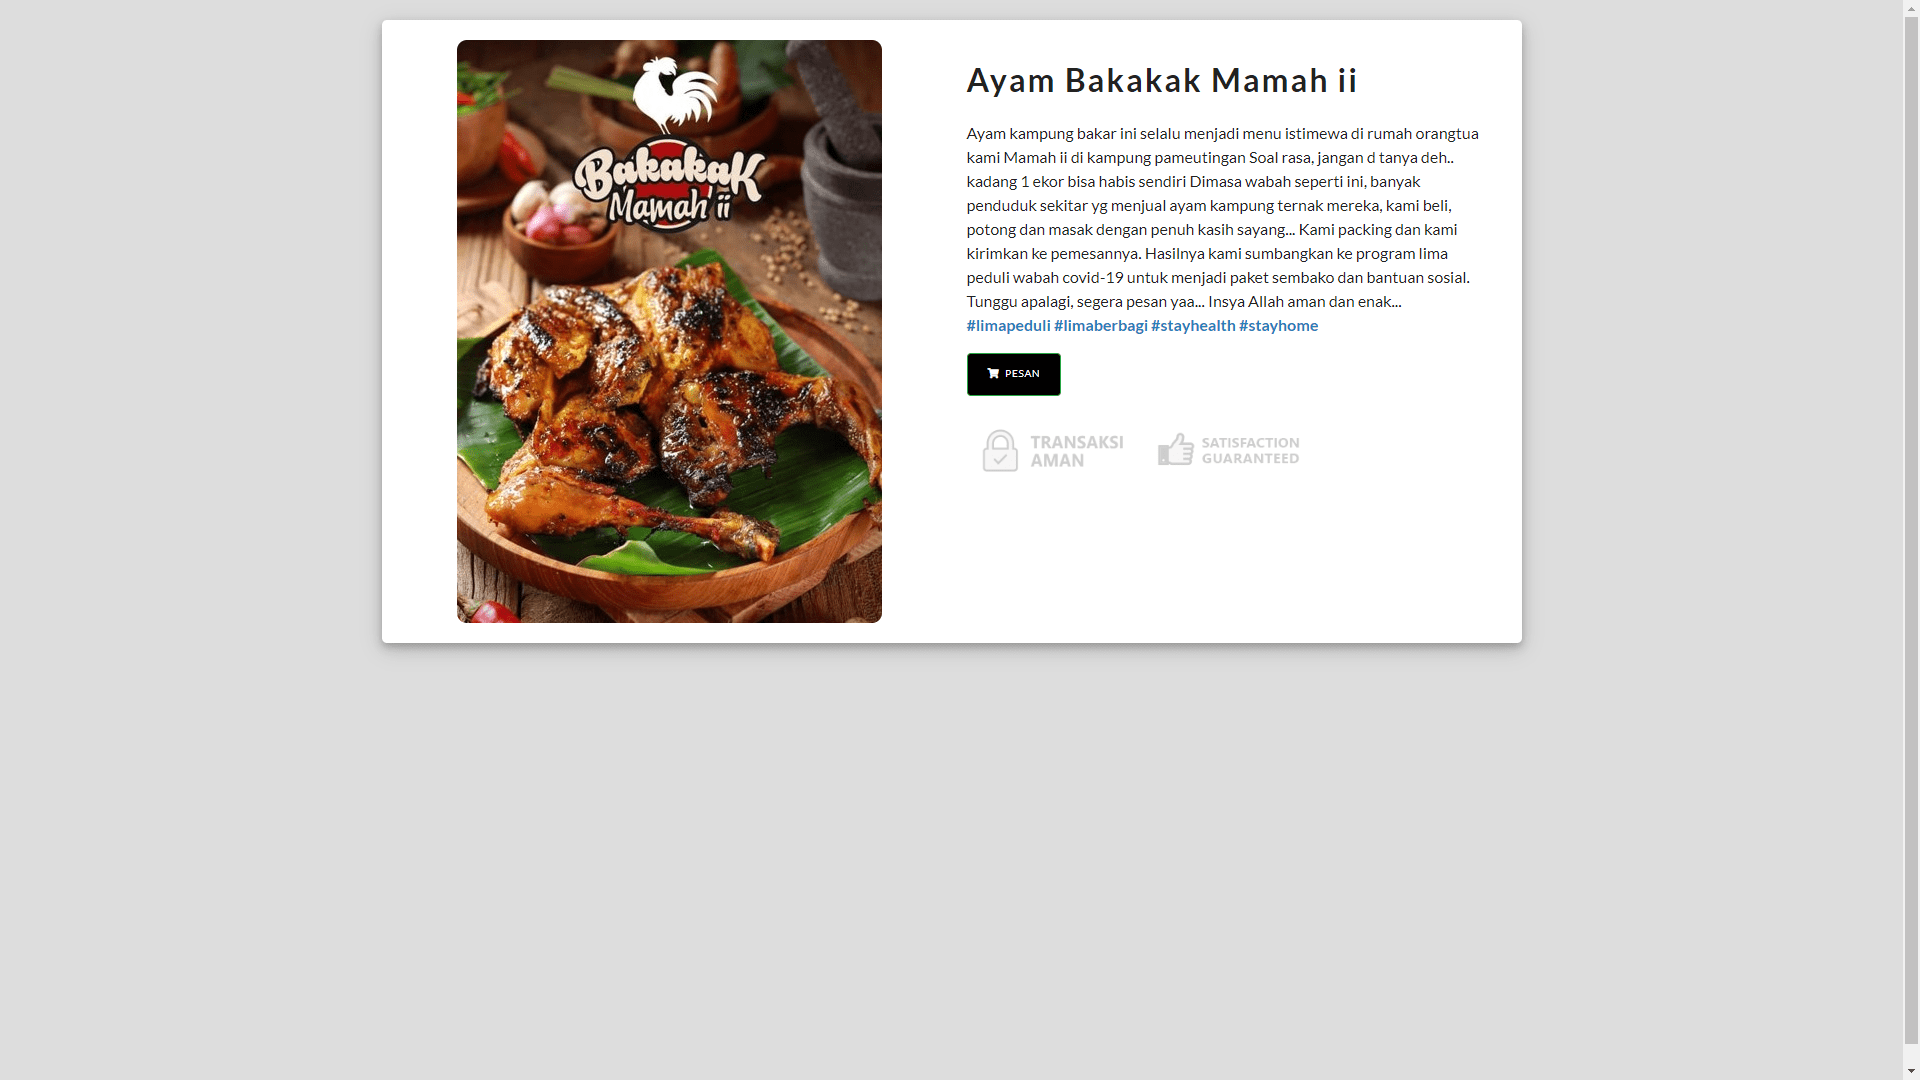 Bakakak
Mamah ii
Ayam Bakakak Mamah ii
Ayam kampung bakar ini selalu menjadi menu istimewa di rumah orangtua
kami Mamah ii di kampung pameutingan Soal rasa, jangan d tanya deh..
kadang 1 ekor bisa habis sendiri Dimasa wabah seperti ini, banyak
penduduk sekitar yg menjual ayam kampung ternak mereka, kami beli,
potong dan masak dengan penuh kasih sayang... Kami packing dan kami
kirimkan ke pemesannya. Hasilnya kami sumbangkan ke program lima
peduli wabah covid-19 untuk menjadi paket sembako dan bantuan sosial.
Tunggu apalagi, segera pesan yaa... Insya Allah aman dan enak...
#limapeduli #limaberbagi #stayhealth #stayhome
PESAN
TRANSAKSI
AMAN
SATISFACTION
GUARANTEED